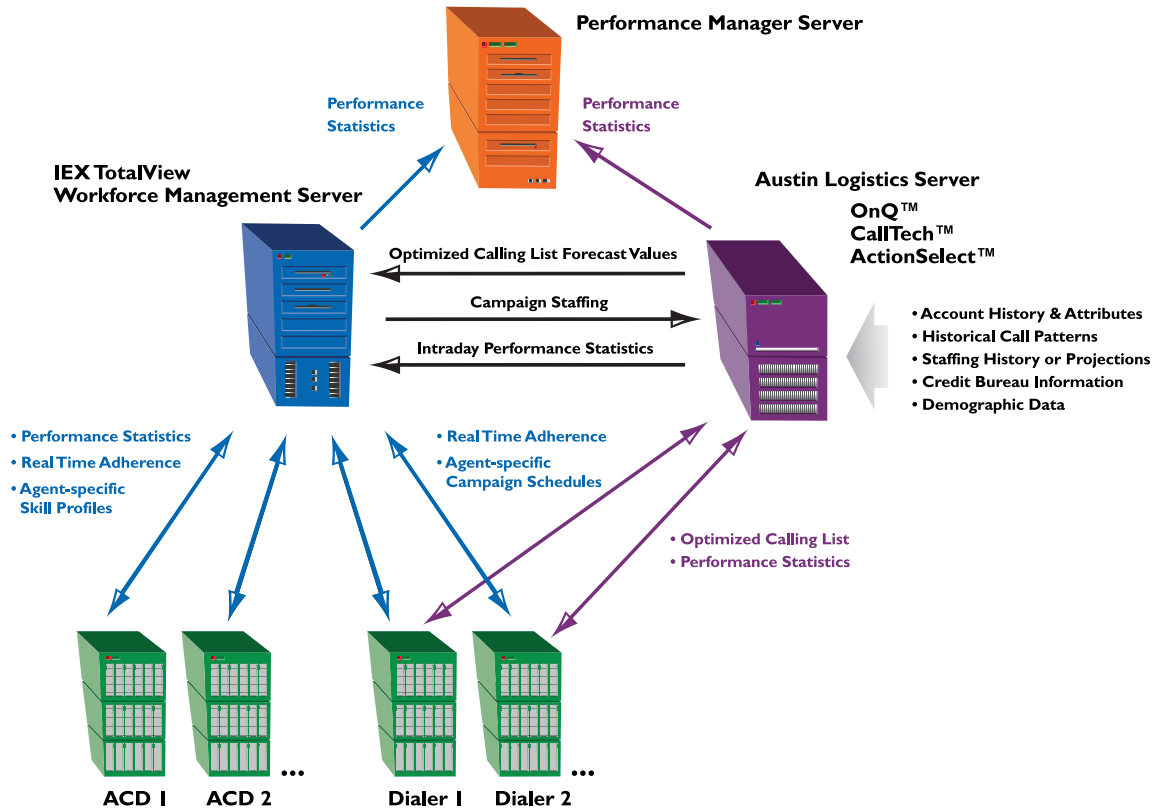 Performance Manager Server
Performance
Statistics
Performance
Statistics
IEX TotalView
Workforce Management Server
Austin Logistics Server
OnQ™
CallTech™
ActionSelect™
Optimized Calling List Forecast Values
Campaign Staffing
Intraday Performance Statistics
• Account History & Attributes
• Historical Call Patterns
• Staffing History or Projections
• Credit Bureau Information
• Demographic Data
• Performance Statistics
• Real Time Adherence
• Agent-specific
Skill Profiles
• Real Time Adherence
• Agent-specific
Campaign Schedules
• Optimized Calling List
• Performance Statistics
...
...
ACD 1
ACD 2
Dialer 1
Dialer 2